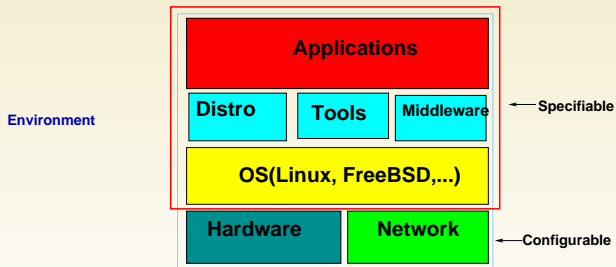 Applications
Distro Tools Middleware
Environment
Specifiable
OS(Linux, FreeBSD,...)
Hardware Network
Configurable